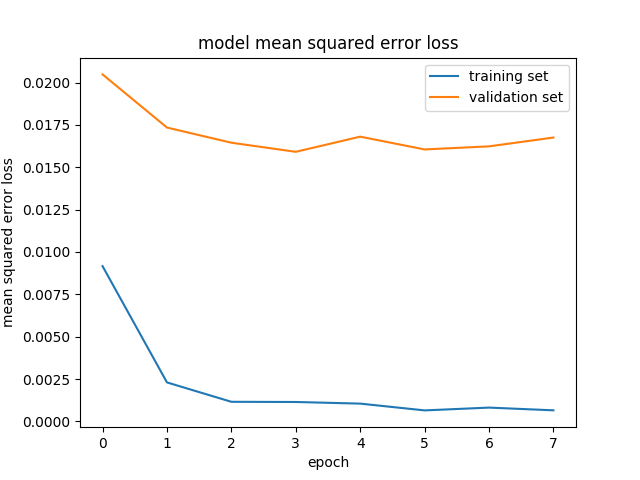 model mean squared error loss
training set
validation set
0.0200
0.0175
0.0150
0.0125
0.0100
0.0075
0.0050
0.0025
0.0000
mean squared error loss
0 1 2 3 4 5 6 7
epoch